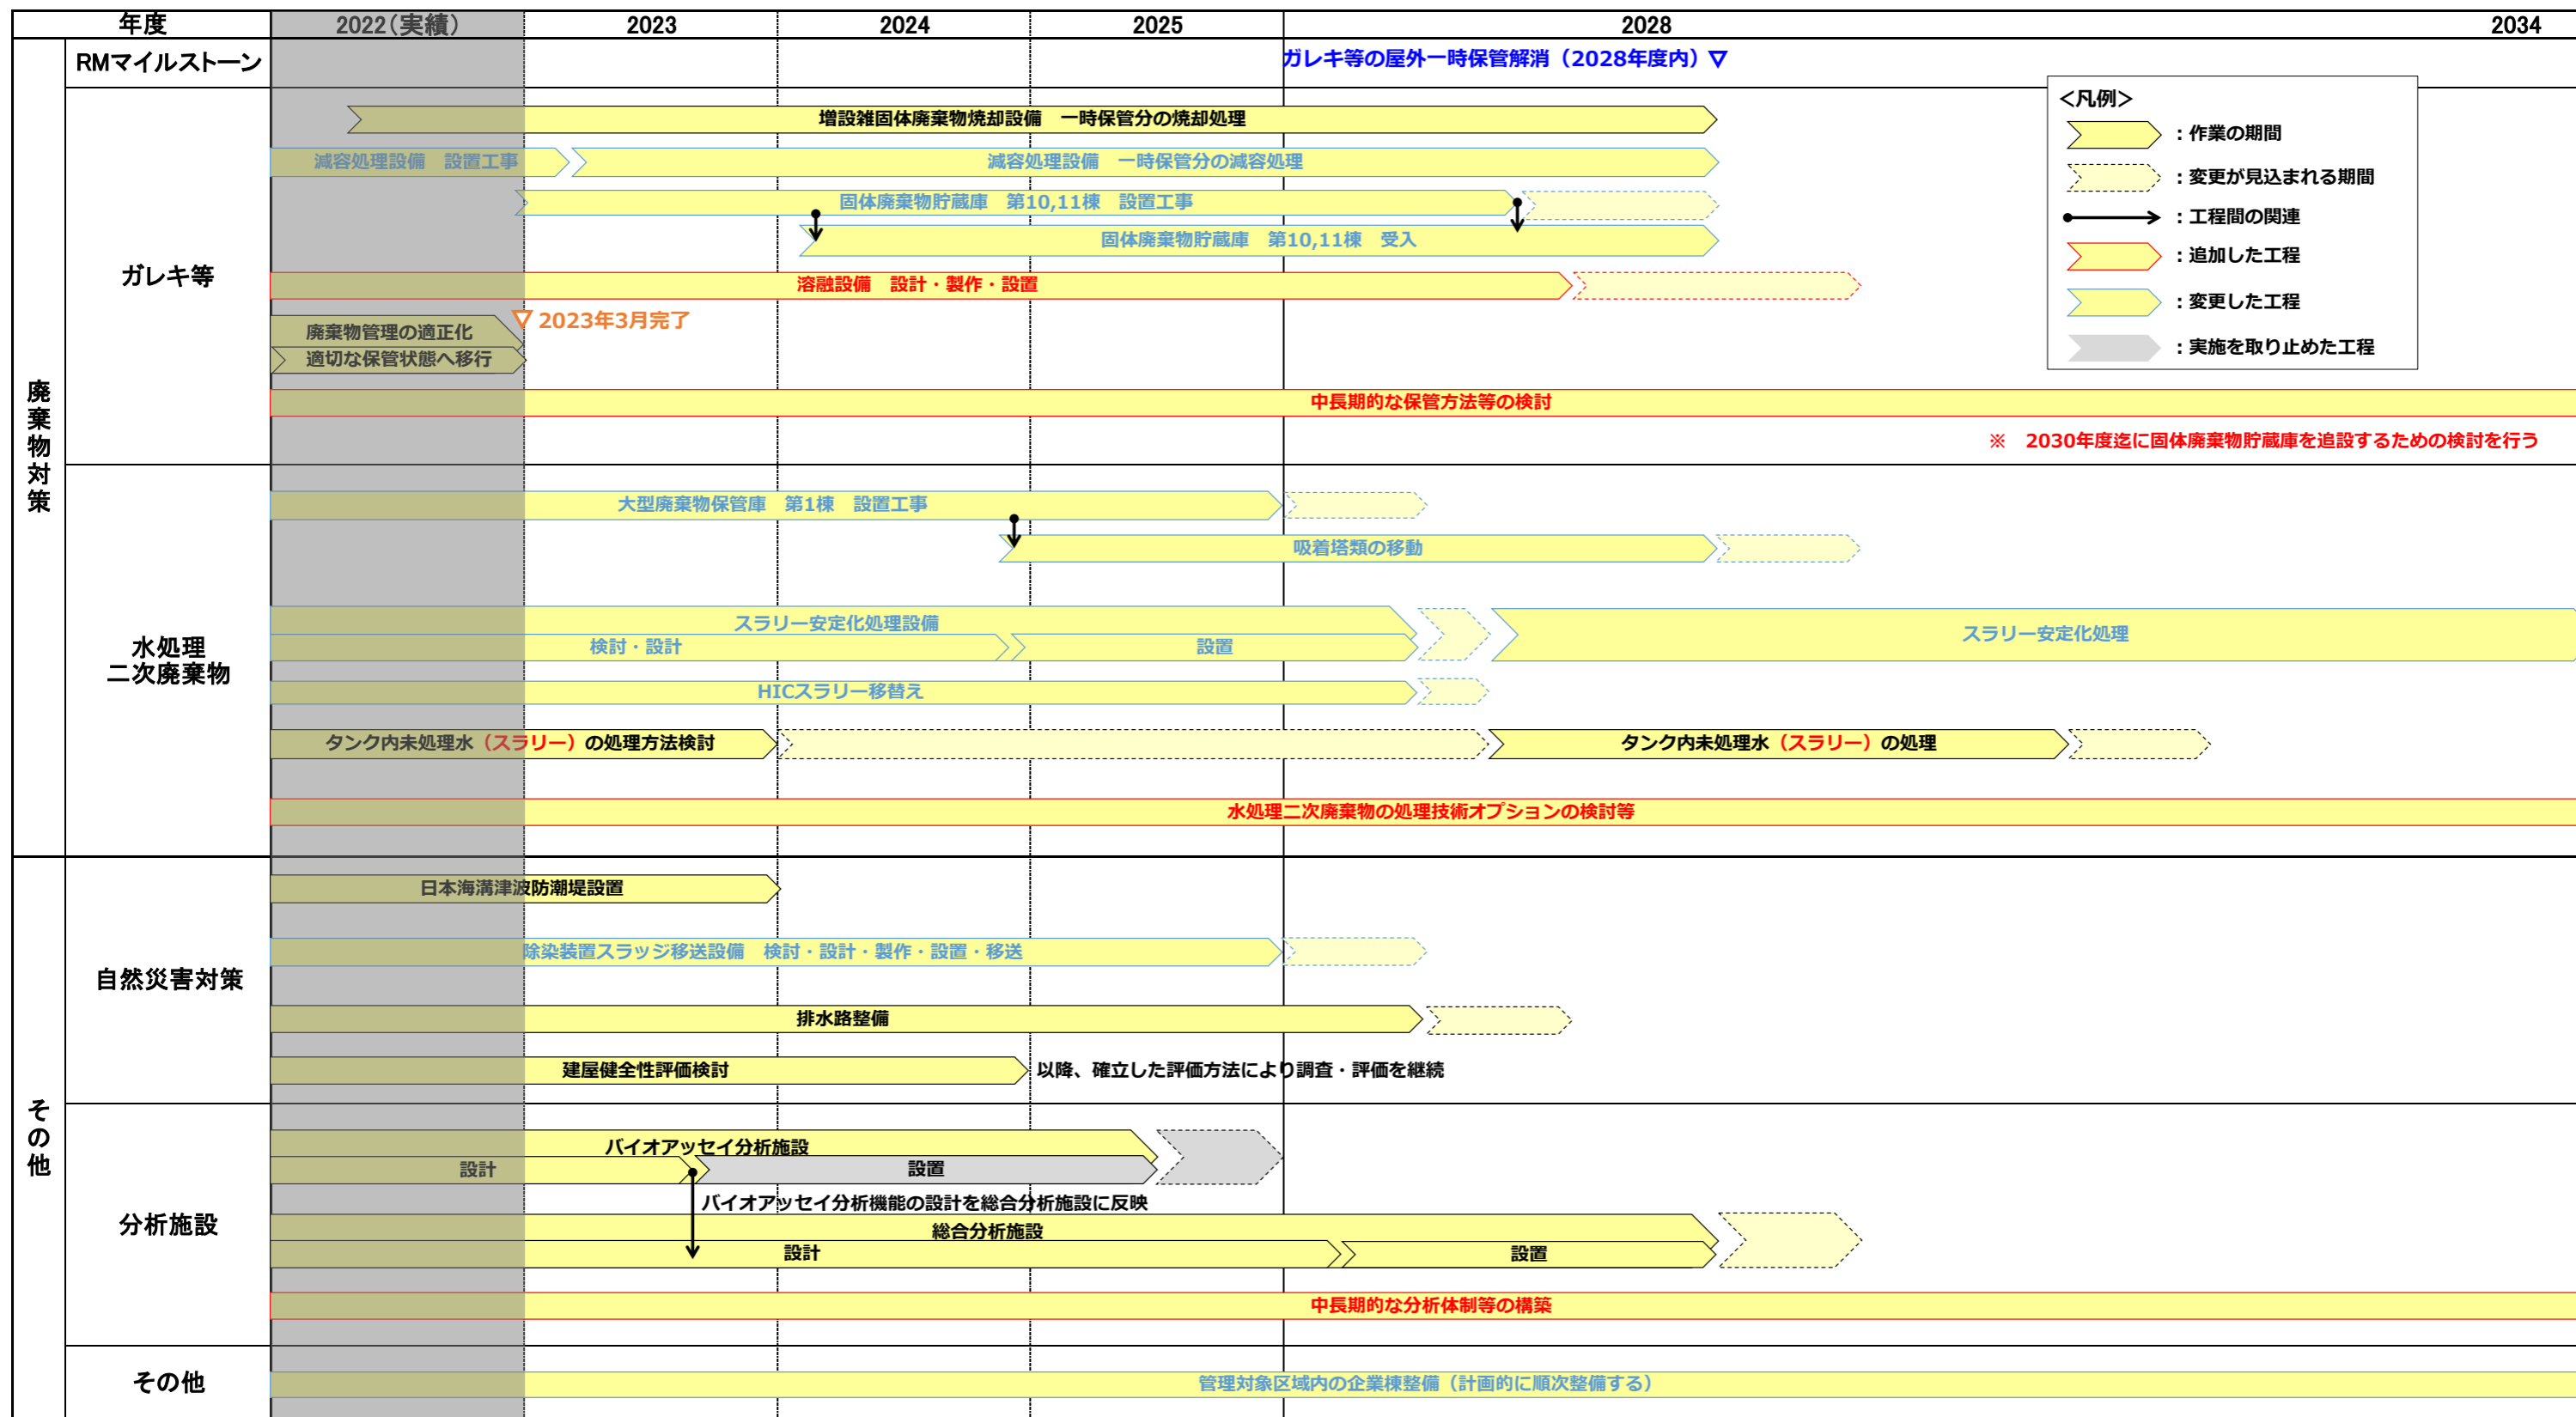 年度
2022（実績）
2023
2024
2025
2028
2034
廃棄物対策
RMマイルストーン
ガレキ等の屋外一時保管解消（2028年度内）▽
＜凡例＞
：作業の期間
：変更が見込まれる期間
：工程間の関連
：追加した工程
：変更した工程
：実施を取り止めた工程
ガレキ等
増設雑固体廃棄物焼却設備　一時保管分の焼却処理
減容処理設備　設置工事
減容処理設備　一時保管分の減容処理
固体廃棄物貯蔵庫　第10,11棟　設置工事
固体廃棄物貯蔵庫　第10,11棟　受入
溶融設備　設計・製作・設置
廃棄物管理の適正化
▽ 2023年3月完了
適切な保管状態へ移行
中長期的な保管方法等の検討
※　2030年度迄に固体廃棄物貯蔵庫を追設するための検討を行う
水処理
二次廃棄物
大型廃棄物保管庫　第1棟　設置工事
吸着塔類の移動
スラリー安定化処理設備
検討・設計
設置
スラリー安定化処理
HICスラリー移替え
タンク内未処理水（スラリー）の処理方法検討
タンク内未処理水（スラリー）の処理
水処理二次廃棄物の処理技術オプションの検討等
その他
自然災害対策
日本海溝津波防潮堤設置
除染装置スラッジ移送設備　検討・設計・製作・設置・移送
排水路整備
建屋健全性評価検討
以降、確立した評価方法により調査・評価を継続
分析施設
バイオアッセイ分析施設
設計
設置
バイオアッセイ分析機能の設計を総合分析施設に反映
総合分析施設
設計
設置
中長期的な分析体制等の構築
その他
管理対象区域内の企業棟整備（計画的に順次整備する）